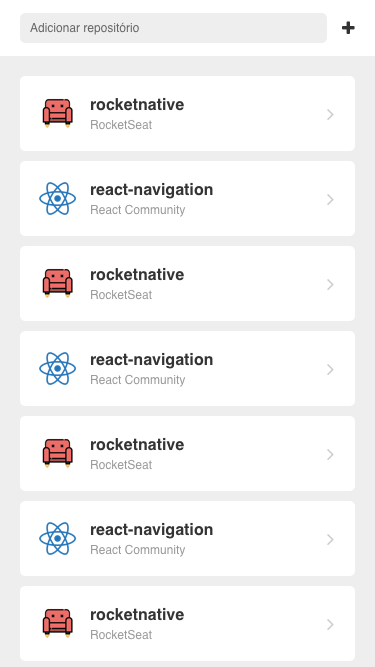 Adicionar repositório
rocketnative
RocketSeat
react-navigation
React Community
rocketnative
RocketSeat
react-navigation
React Community
rocketnative
RocketSeat
react-navigation
React Community
rocketnative
RocketSeat